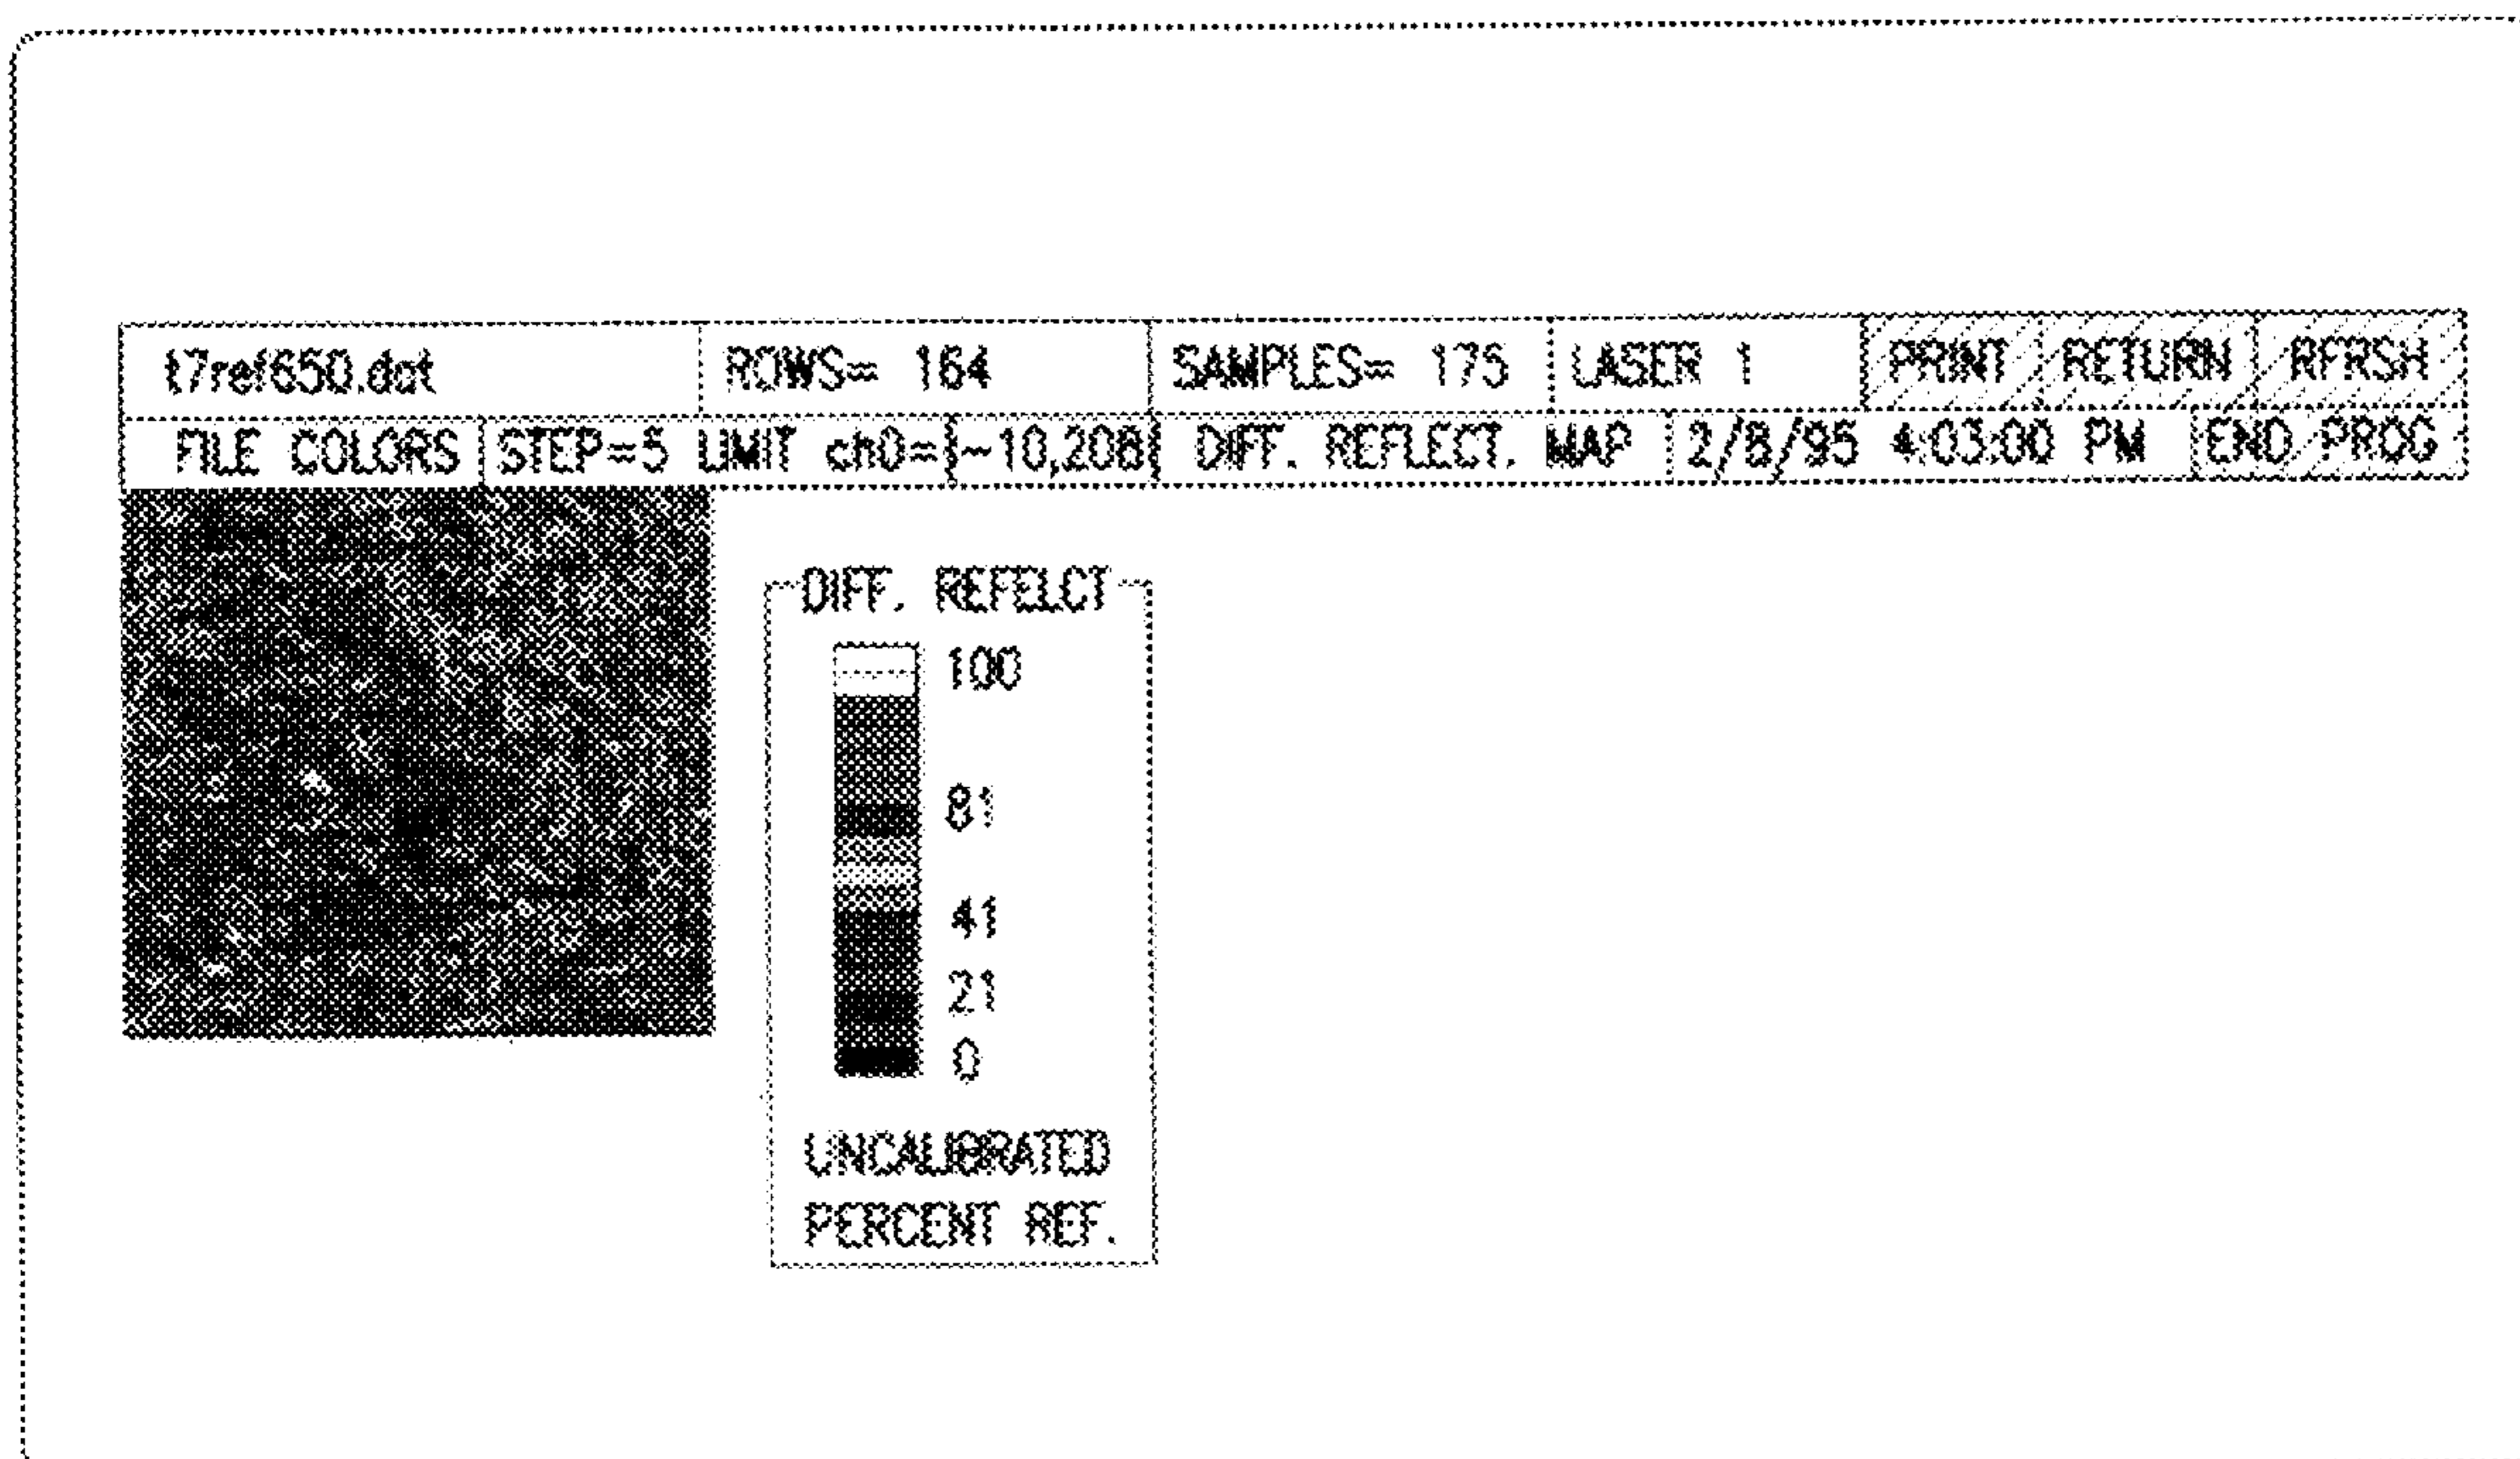 t7ref650.dat ROWS= 164 SAMPLES= 175 LASER 1 PRINT RETURN RFRSH
FILE COLORS STEP=5 LIMIT ch0= -10,208 DIFF. REFLECT. MAP 2/8/95 4:03:00 PM END PROG
DIFF. REFELCT
100
81
41
21
0
UNCALIBRATED
PERCENT REF.